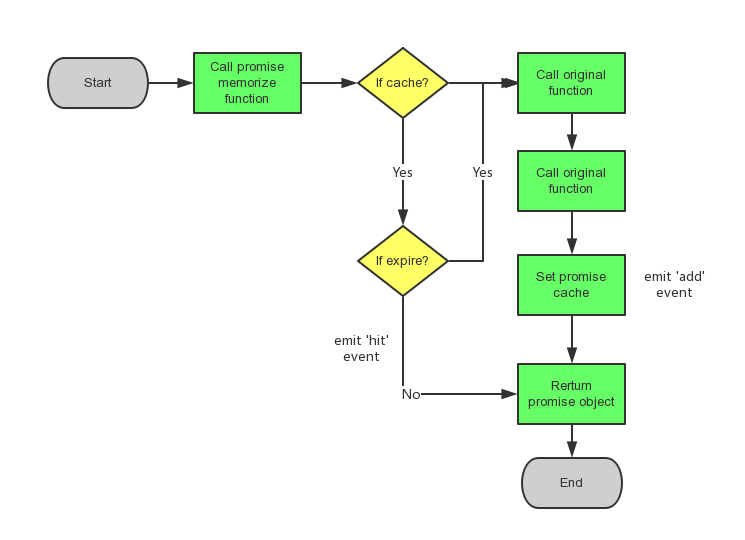 Start
Call promise
memorize
function
If cache?
Call original
function
Yes
Yes
Call original
function
If expire?
Set promise
cache
emit 'add'
event
emit 'hit'
event
No
Rerturn
promise object
End